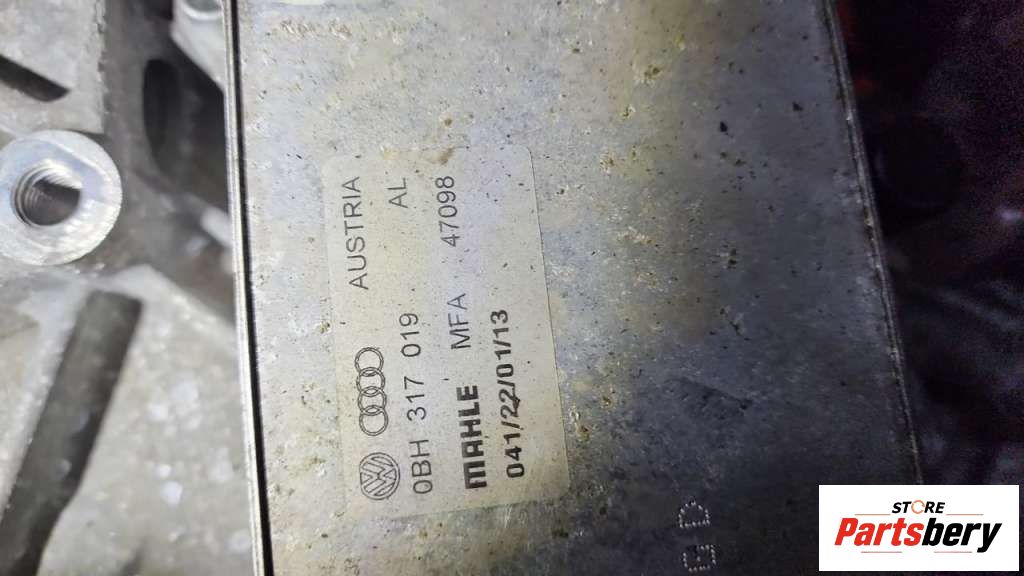 AUSTRIA
0BH 317 019 AL
MAHLE MFA 47098
041/22/01/13
STORE
Partsbery